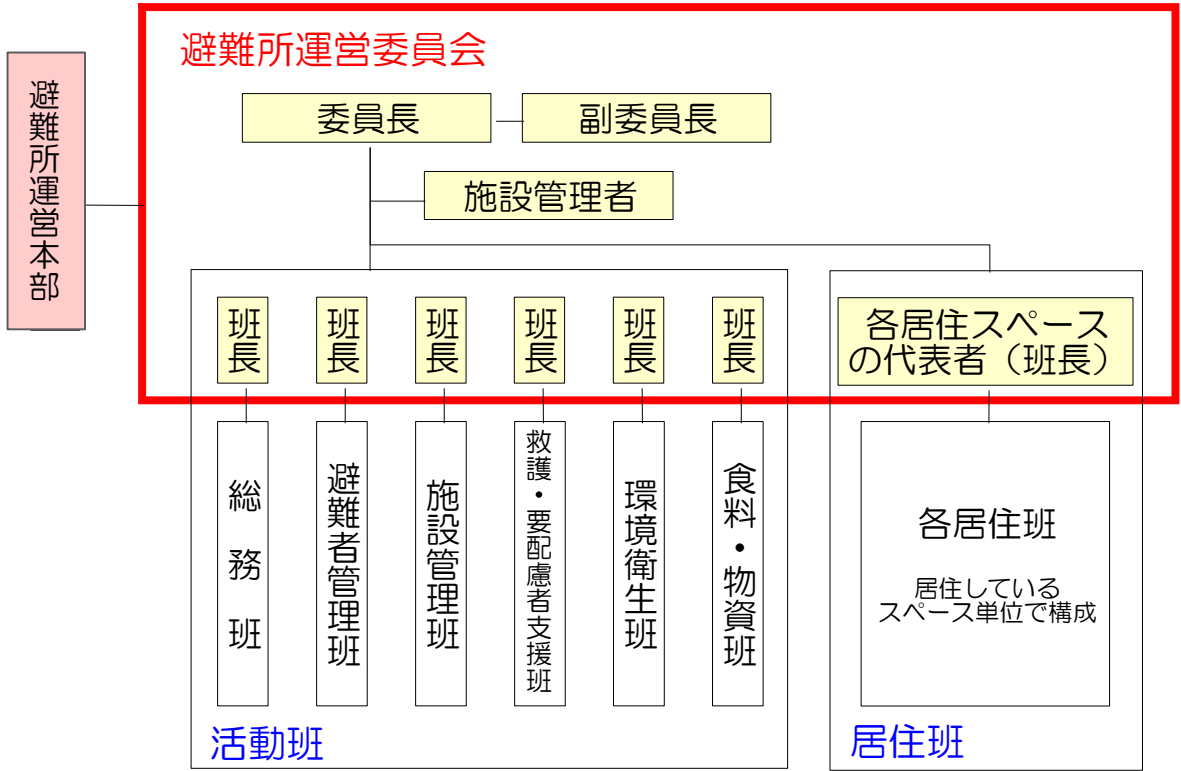 避難所運営委員会
避難所運営本部
委員長
副委員長
施設管理者
班長
班長
班長
班長
班長
班長
各居住スペース
の代表者（班長）
総務班
避難者管理班
施設管理班
救護・要配慮者支援班
環境衛生班
食料・物資班
各居住班
居住している
スペース単位で構成
活動班
居住班